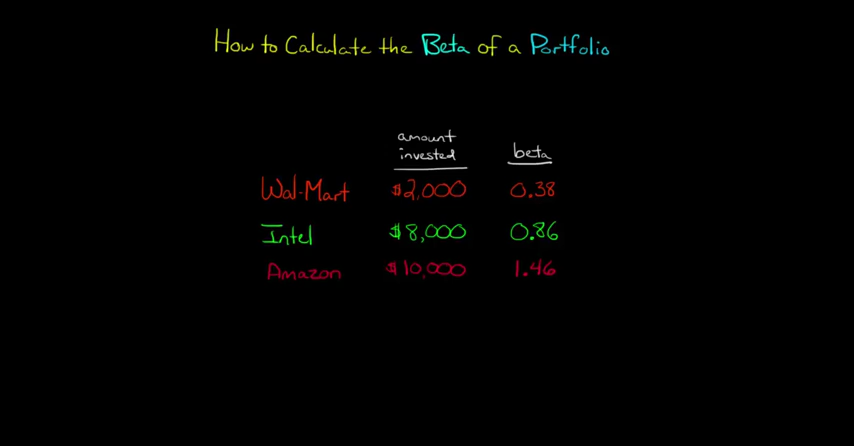 How to Calculate the Beta of a Portfolio
amount
invested beta
Wal-Mart $2,000 0.38
Intel $8,000 0.86
Amazon $10,000 1.46